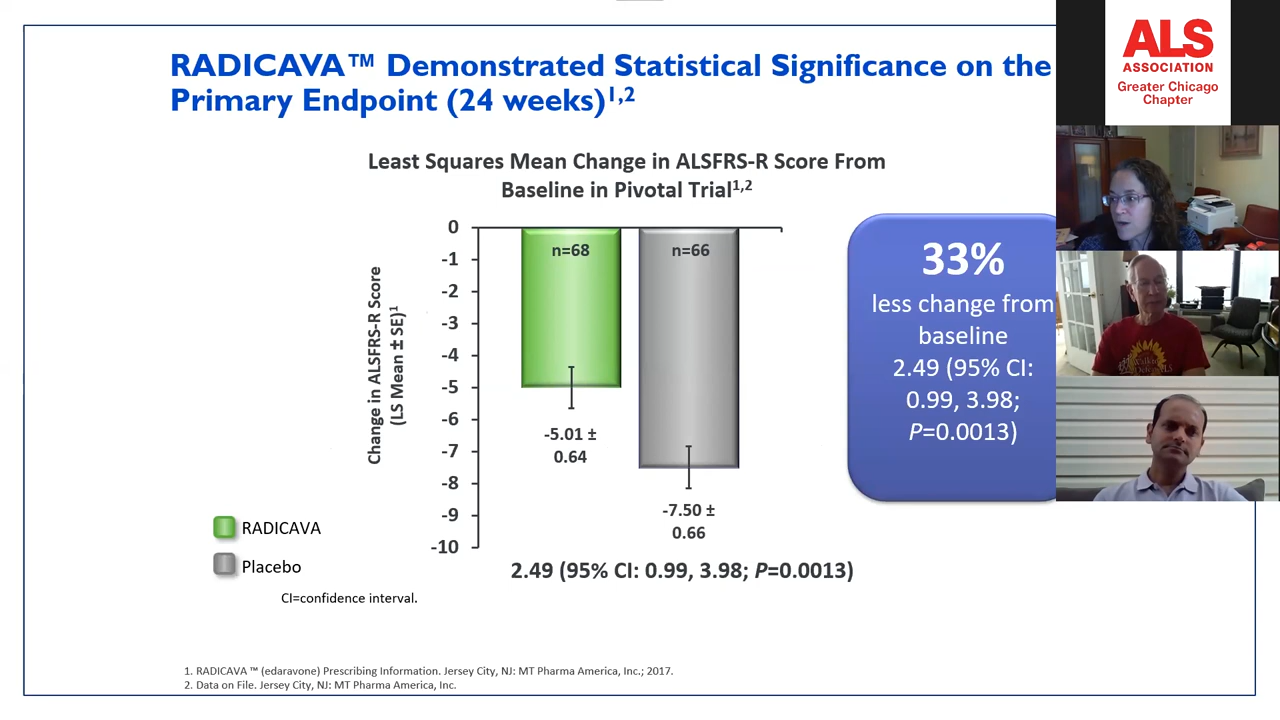 RADICAVA™ Demonstrated Statistical Significance on the
Primary Endpoint (24 weeks)1,2
ALS
ASSOCIATION
Greater Chicago
Chapter
Least Squares Mean Change in ALSFRS-R Score From
Baseline in Pivotal Trial1,2
Change in ALSFRS-R Score
(LS Mean ± SE)1
0
-1
-2
-3
-4
-5
-6
-7
-8
-9
-10
n=68
n=66
-5.01 ±
0.64
-7.50 ±
0.66
33%
less change from
baseline
2.49 (95% CI:
0.99, 3.98;
P=0.0013)
RADICAVA
Placebo
2.49 (95% CI: 0.99, 3.98; P=0.0013)
CI=confidence interval.
1. RADICAVA ™ (edaravone) Prescribing Information. Jersey City, NJ: MT Pharma America, Inc.; 2017.
2. Data on File. Jersey City, NJ: MT Pharma America, Inc.